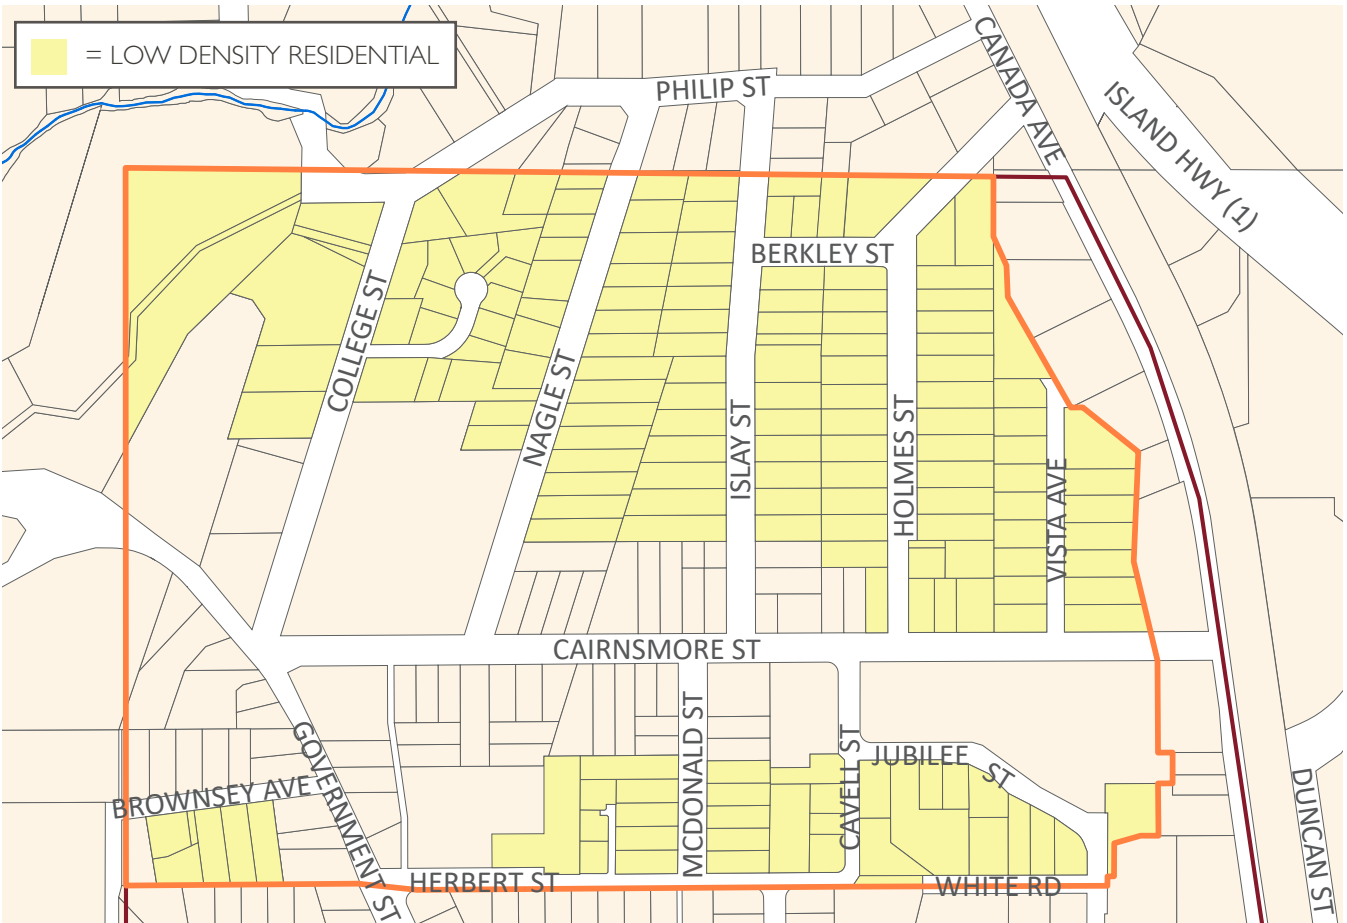 = LOW DENSITY RESIDENTIAL
PHILIP ST
CANADA AVE
ISLAND HWY (1)
BERKLEY ST
COLLEGE ST
NAGLE ST
ISLAY ST
HOLMES ST
VISTA AVE
CAIRNSMORE ST
GOVERNMENT ST
MCDONALD ST
CAVELL ST
JUBILEE ST
BROWNSEY AVE
DUNCAN ST
HERBERT ST
WHITE RD